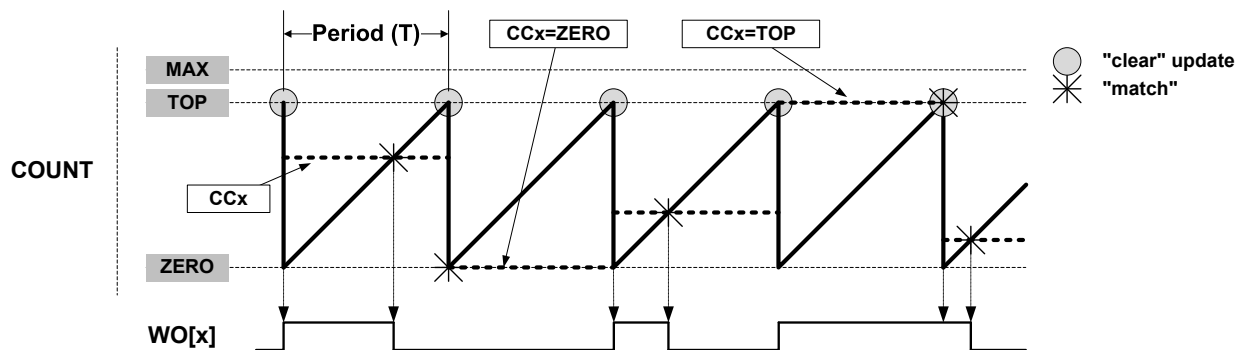 Period (T)
CCx=ZERO
CCx=TOP
"clear" update
"match"
MAX
TOP
COUNT
CCx
ZERO
WO[x]